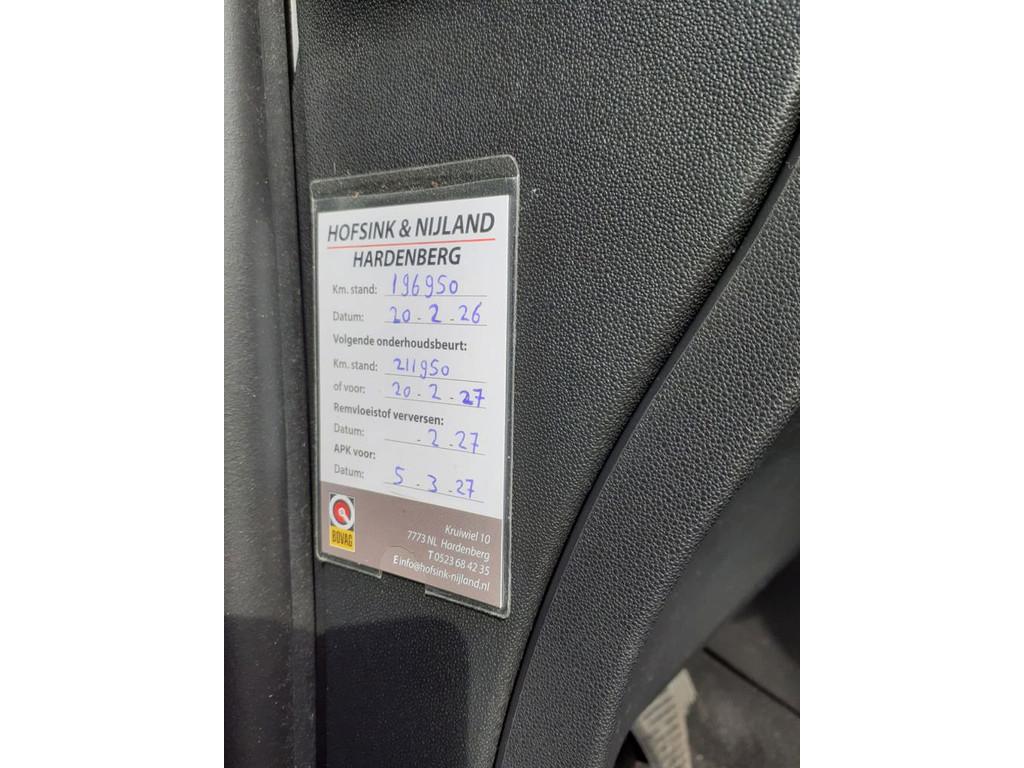 HOFSINK & NIJLAND
HARDENBERG
Km. stand: 196950
Datum: 20-2-26
Volgende onderhoudsbeurt:
Km. stand: 211950
of voor: 20-2-27
Remvloeistof verversen:
Datum: -2-27
APK voor:
Datum: 5-3-27
BOVAG
Kruiwiel 10
7773 NL Hardenberg
T 0523 68 42 35
E info@hofsink-nijland.nl